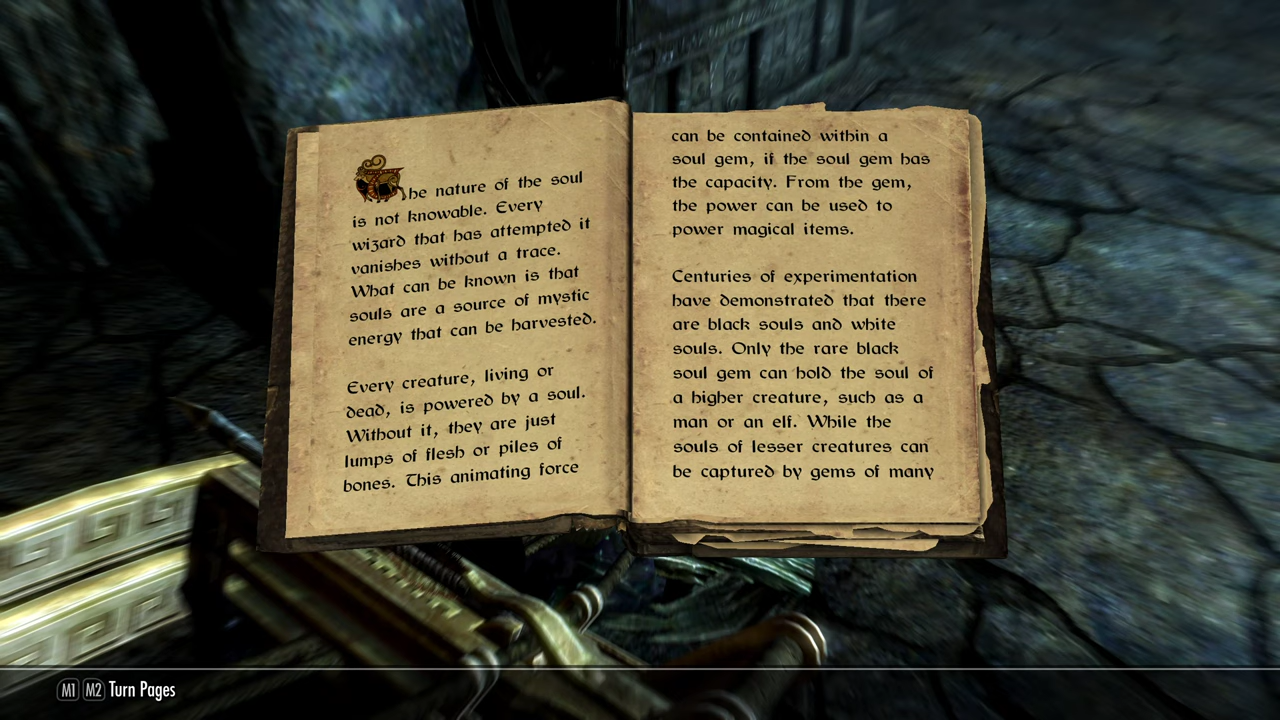 The nature of the soul
is not knowable. Every
wizard that has attempted it
vanishes without a trace.
What can be known is that
souls are a source of mystic
energy that can be harvested.
Every creature, living or
dead, is powered by a soul.
Without it, they are just
lumps of flesh or piles of
bones. This animating force
can be contained within a
soul gem, if the soul gem has
the capacity. From the gem,
the power can be used to
power magical items.
Centuries of experimentation
have demonstrated that there
are black souls and white
souls. Only the rare black
soul gem can hold the soul of
a higher creature, such as a
man or an elf. While the
souls of lesser creatures can
be captured by gems of many
M1 M2 Turn Pages